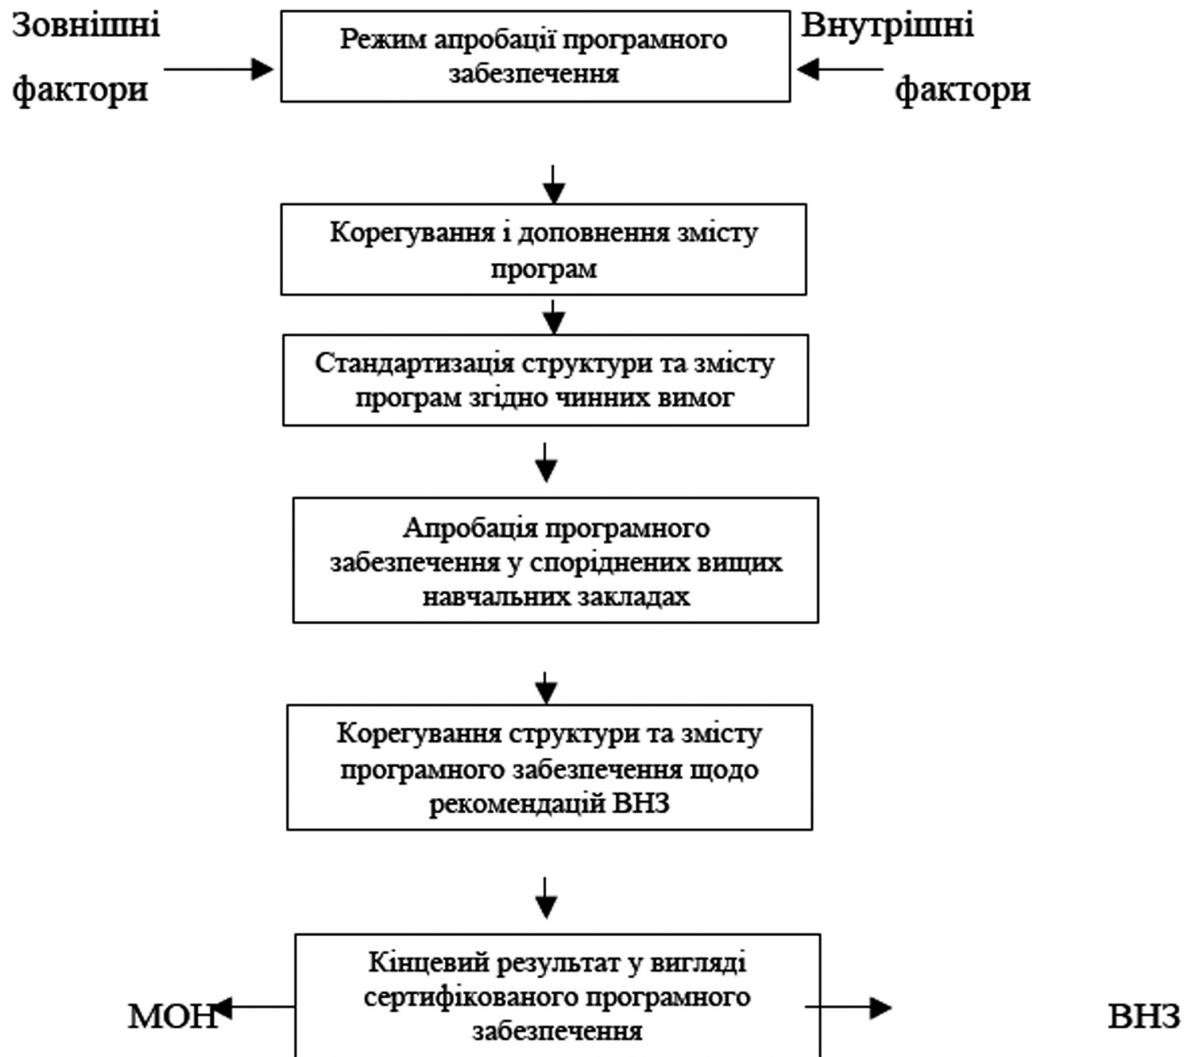 Зовнішні
фактори
Режим апробації програмного
забезпечення
Внутрішні
фактори
Корегування і доповнення змісту
програм
Стандартизація структури та змісту
програм згідно чинних вимог
Апробація програмного
забезпечення у споріднених вищих
навчальних закладах
Корегування структури та змісту
програмного забезпечення щодо
рекомендацій ВНЗ
Кінцевий результат у вигляді
сертифікованого програмного
забезпечення
МОН
ВНЗ